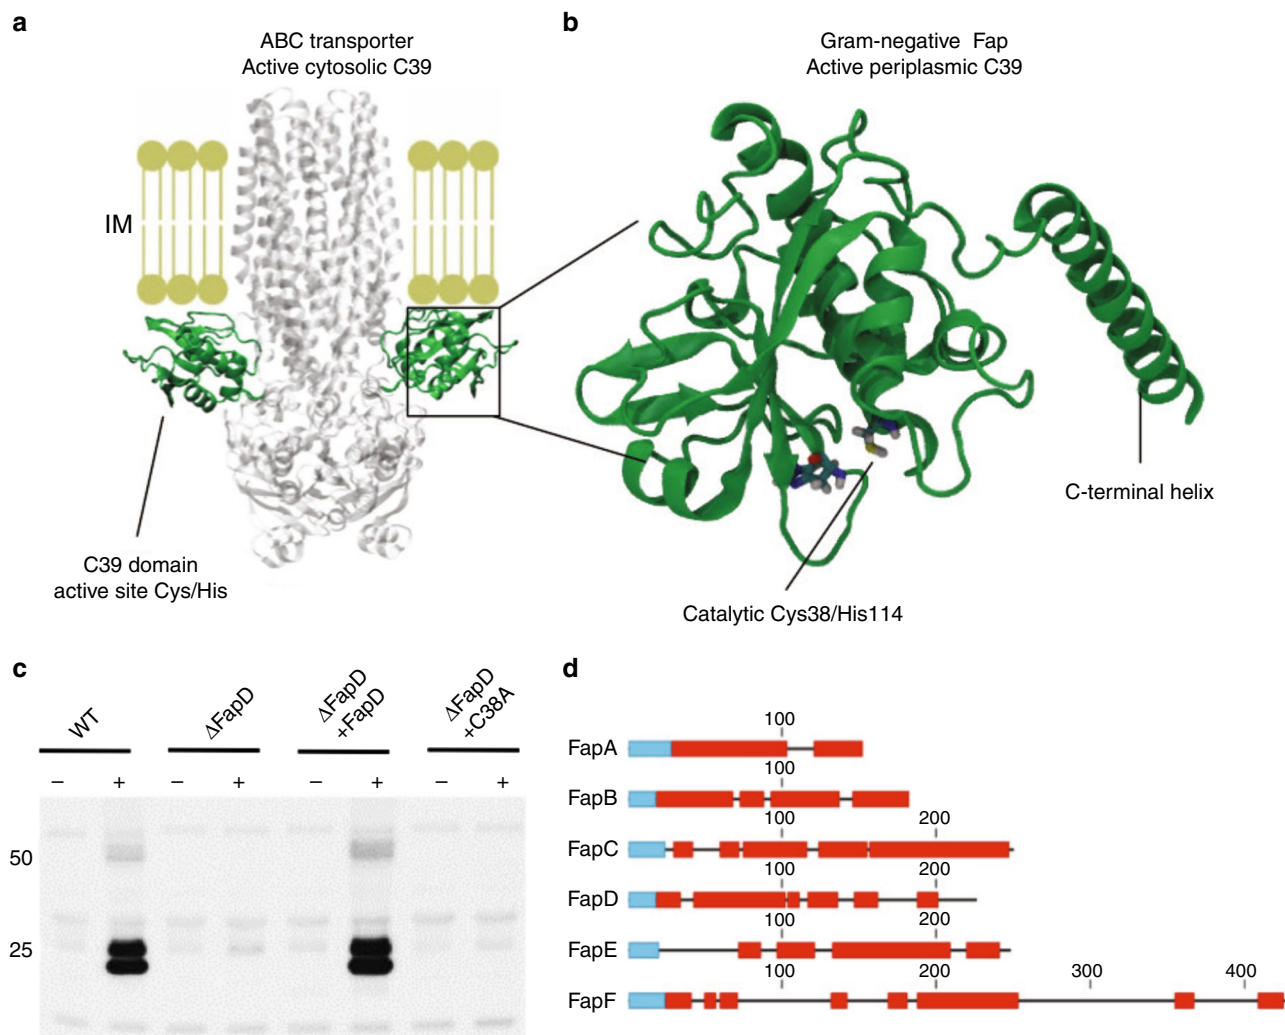 a
ABC transporter
Active cytosolic C39
IM
C39 domain
active site Cys/His
b
Gram-negative Fap
Active periplasmic C39
C-terminal helix
Catalytic Cys38/His114
c
WT
ΔFapD
ΔFapD
+FapD
ΔFapD
+C38A
– + – + – + – +
50
25
d
100
FapA
100
FapB
100 200
FapC
100 200
FapD
100 200
FapE
100 200 300 400
FapF